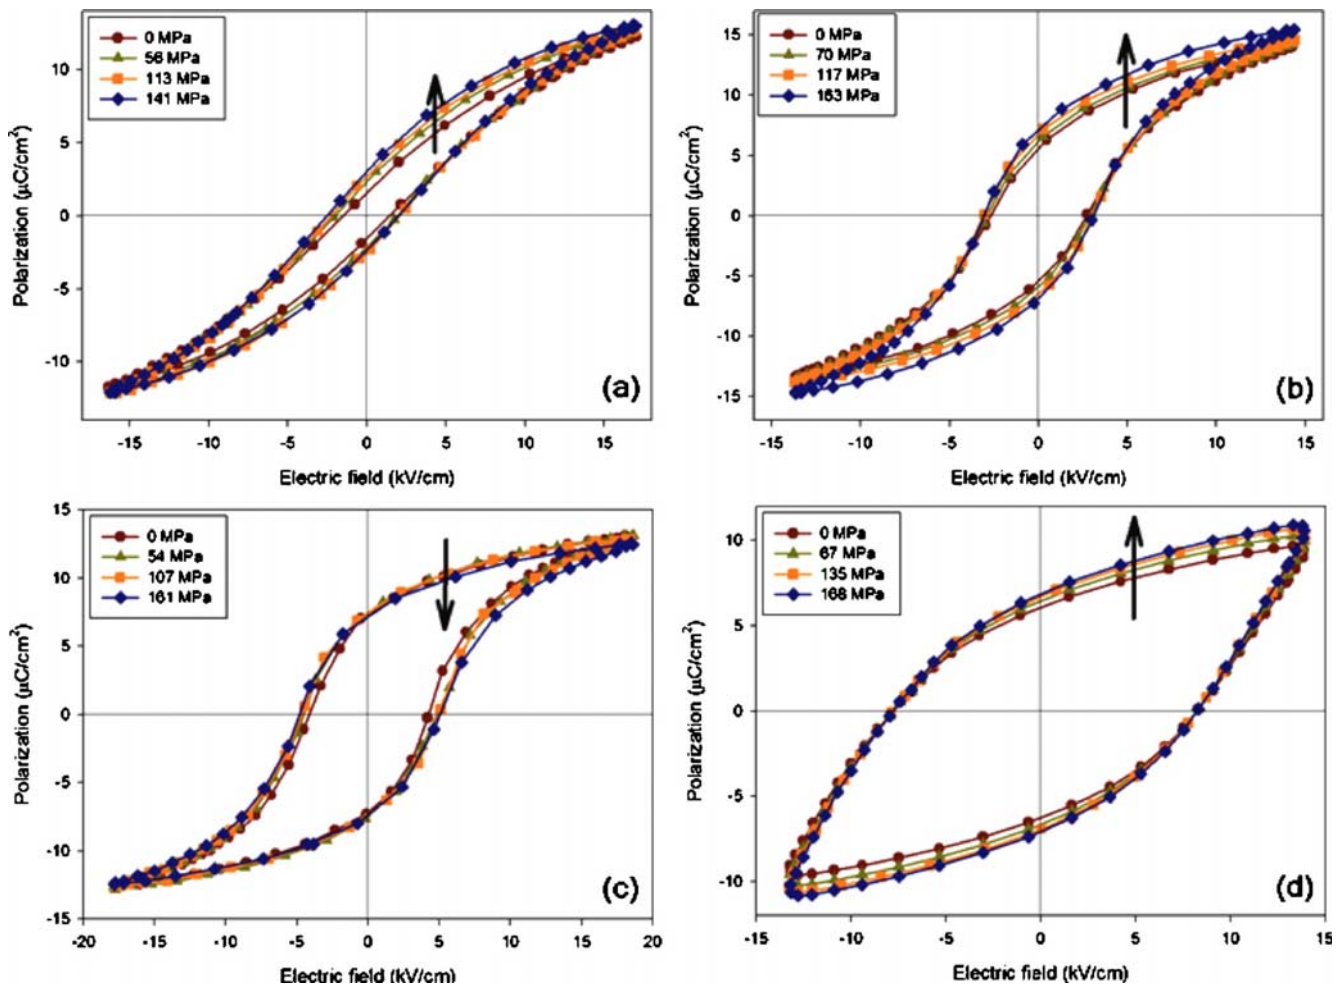 0 MPa
56 MPa
113 MPa
141 MPa
10
5
0
-5
-10
Polarization (µC/cm²)
(a)
-15 -10 -5 0 5 10 15
Electric field (kV/cm)
0 MPa
70 MPa
117 MPa
163 MPa
15
10
5
0
-5
-10
-15
Polarization (µC/cm²)
(b)
-15 -10 -5 0 5 10 15
Electric field (kV/cm)
0 MPa
54 MPa
107 MPa
161 MPa
15
10
5
0
-5
-10
-15
Polarization (µC/cm²)
(c)
-20 -15 -10 -5 0 5 10 15 20
Electric field (kV/cm)
0 MPa
67 MPa
135 MPa
168 MPa
10
5
0
-5
-10
Polarization (µC/cm²)
(d)
-15 -10 -5 0 5 10 15
Electric field (kV/cm)